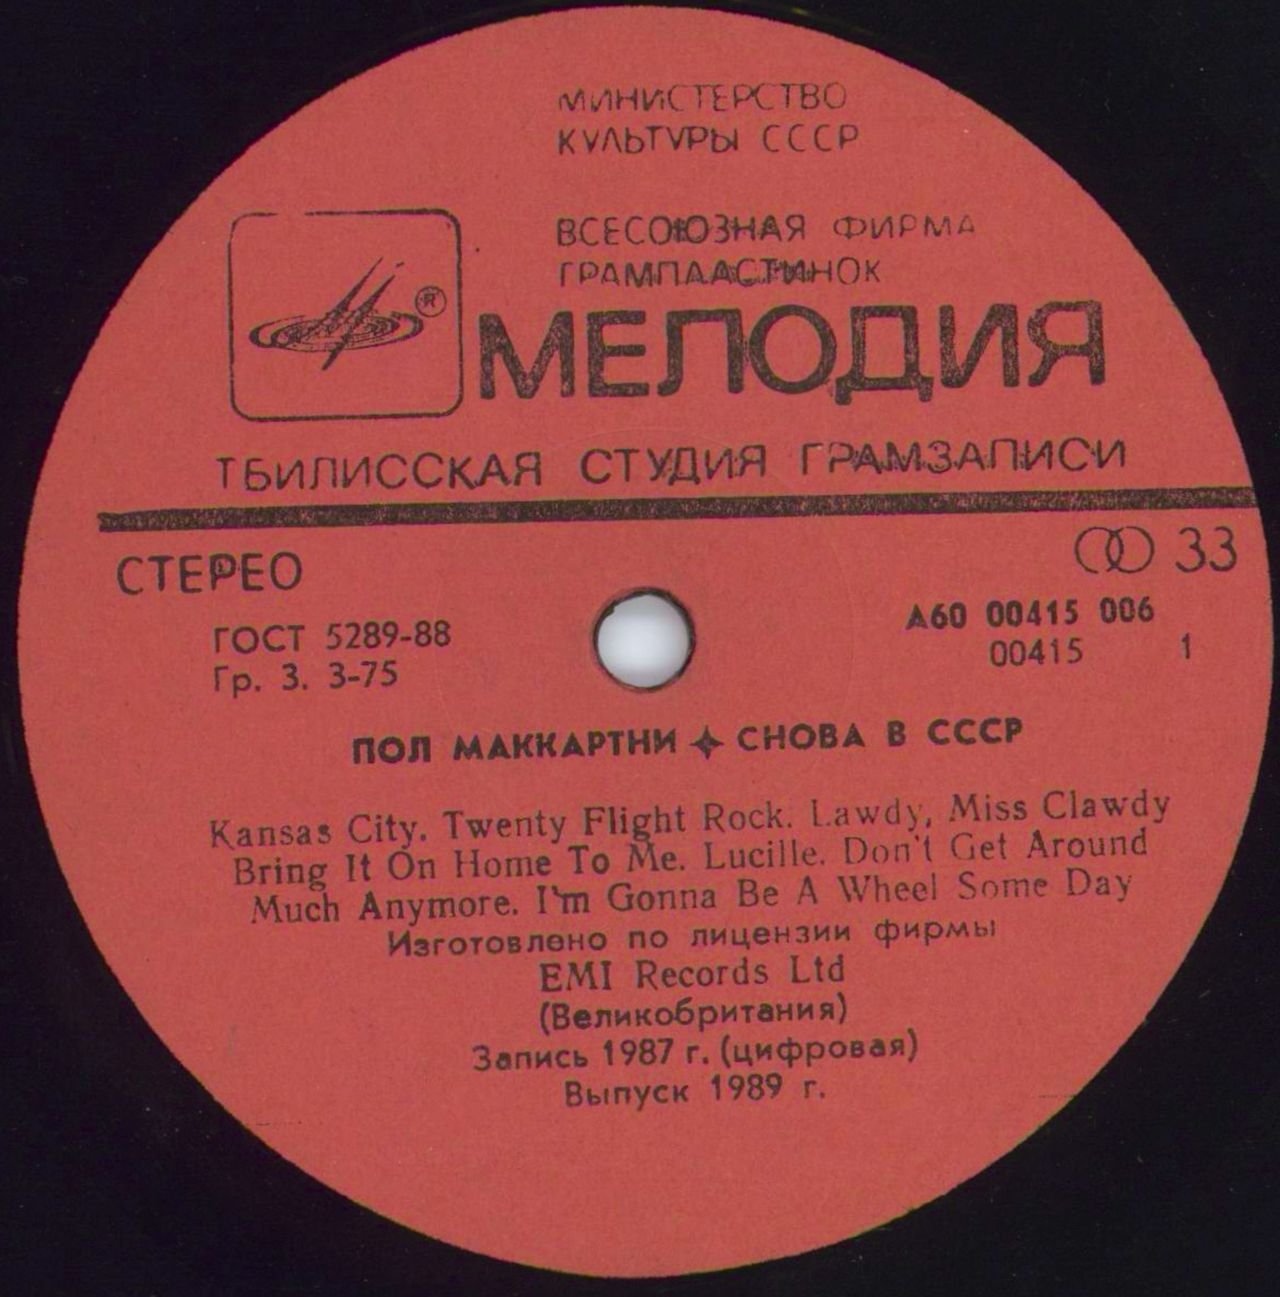 МИНИСТЕРСТВО
КУЛЬТУРЫ СССР
ВСЕСОЮЗНАЯ ФИРМА
ГРАМПЛАСТИНОК
®
МЕЛОДИЯ
ТБИЛИССКАЯ СТУДИЯ ГРАМЗАПИСИ
СТЕРЕО
33
ГОСТ 5289-88
Гр. 3. 3-75
А60 00415 006
00415 1
ПОЛ МАККАРТНИ ✦ СНОВА В СССР
Kansas City. Twenty Flight Rock. Lawdy, Miss Clawdy
Bring It On Home To Me. Lucille. Don't Get Around
Much Anymore. I'm Gonna Be A Wheel Some Day
Изготовлено по лицензии фирмы
EMI Records Ltd
(Великобритания)
Запись 1987 г. (цифровая)
Выпуск 1989 г.